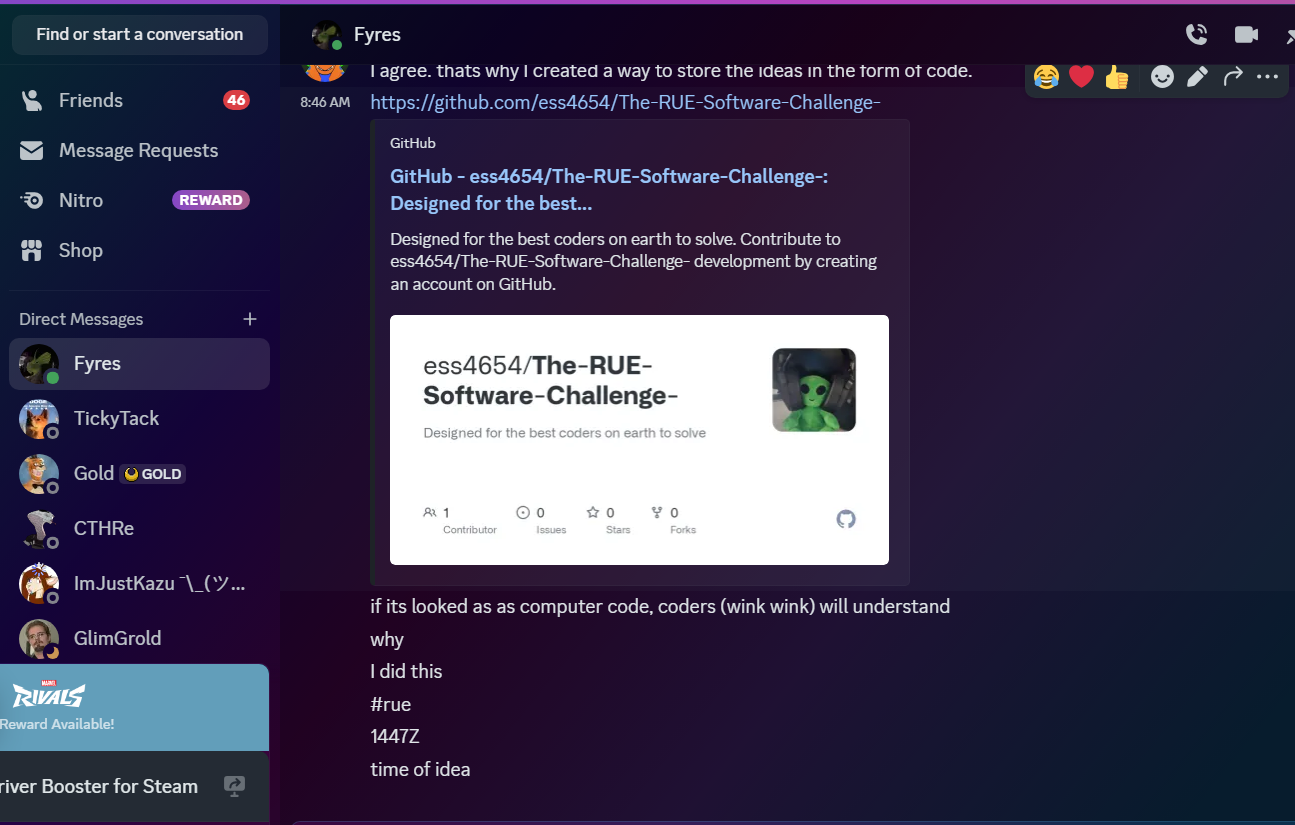 Find or start a conversation
Friends
46
Message Requests
Nitro
REWARD
Shop
Direct Messages
Fyres
TickyTack
Gold GOLD
CTHRe
ImJustKazu ¯\_(ツ...
GlimGrold
MARVEL
RIVALS
Reward Available!
river Booster for Steam
Fyres
I agree. thats why I created a way to store the ideas in the form of code.
8:46 AM
https://github.com/ess4654/The-RUE-Software-Challenge-
GitHub
GitHub - ess4654/The-RUE-Software-Challenge-:
Designed for the best...
Designed for the best coders on earth to solve. Contribute to
ess4654/The-RUE-Software-Challenge- development by creating
an account on GitHub.
ess4654/The-RUE-
Software-Challenge-
Designed for the best coders on earth to solve
1
Contributor
0
Issues
0
Stars
0
Forks
if its looked as as computer code, coders (wink wink) will understand
why
I did this
#rue
1447Z
time of idea